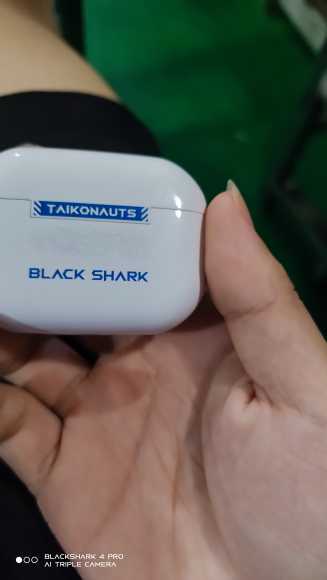 TAIKONAUTS
BLACK SHARK
BLACKSHARK 4 PRO
AI TRIPLE CAMERA